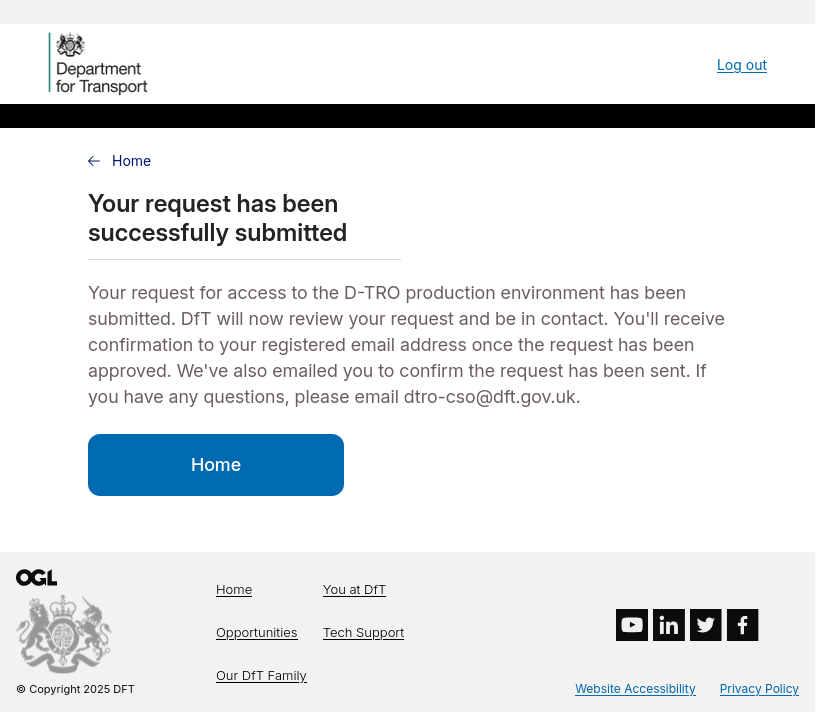 Department
for Transport
Log out
Home
Your request has been
successfully submitted
Your request for access to the D-TRO production environment has been
submitted. DfT will now review your request and be in contact. You'll receive
confirmation to your registered email address once the request has been
approved. We've also emailed you to confirm the request has been sent. If
you have any questions, please email dtro-cso@dft.gov.uk.
Home
OGL
Home
You at DfT
Opportunities
Tech Support
Our DfT Family
© Copyright 2025 DFT
Website Accessibility
Privacy Policy